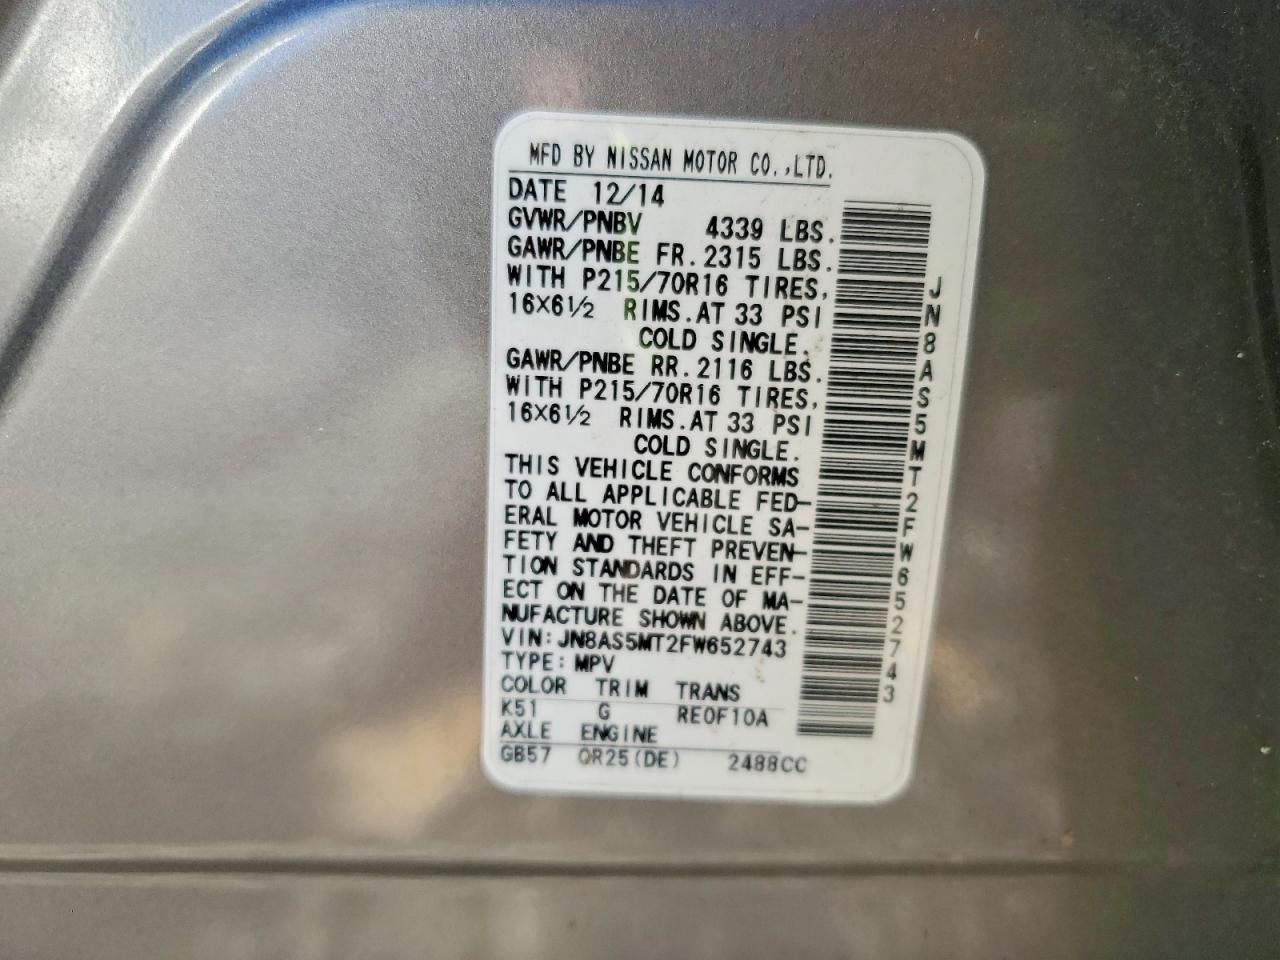 MFD BY NISSAN MOTOR CO.,LTD.
DATE 12/14
GVWR/PNBV 4339 LBS.
GAWR/PNBE FR.2315 LBS.
WITH P215/70R16 TIRES,
16X6½ RIMS.AT 33 PSI
COLD SINGLE.
GAWR/PNBE RR.2116 LBS.
WITH P215/70R16 TIRES,
16X6½ RIMS.AT 33 PSI
COLD SINGLE.
THIS VEHICLE CONFORMS
TO ALL APPLICABLE FED-
ERAL MOTOR VEHICLE SA-
FETY AND THEFT PREVEN-
TION STANDARDS IN EFF-
ECT ON THE DATE OF MA-
NUFACTURE SHOWN ABOVE.
VIN:JN8AS5MT2FW652743
TYPE:MPV
COLOR TRIM TRANS
K51 G RE0F10A
AXLE ENGINE
GB57 QR25(DE) 2488CC
JN8AS5MT2FW652743